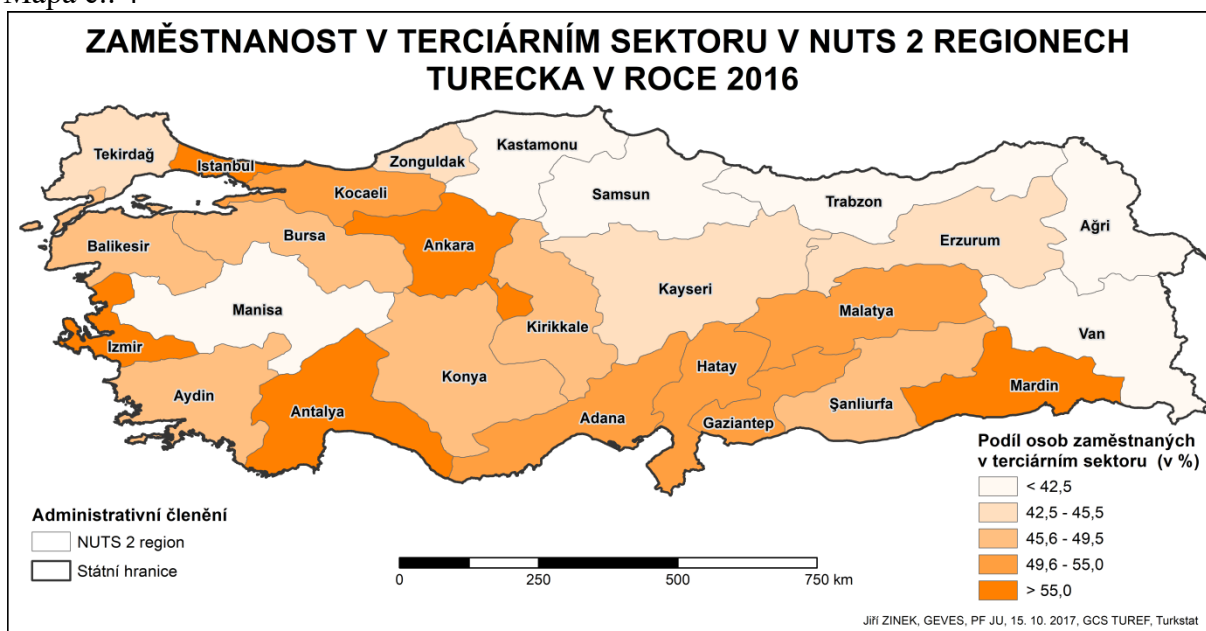 Mapa č.: 4
ZAMĚSTNANOST V TERCIÁRNÍM SEKTORU V NUTS 2 REGIONECH
TURECKA V ROCE 2016
Kastamonu
Tekirdağ
Istanbul
Zonguldak
Kocaeli
Samsun
Trabzon
Ağri
Balikesir
Bursa
Ankara
Erzurum
Kayseri
Manisa
Malatya
Kirikkale
Van
Izmir
Hatay
Konya
Mardin
Aydin
Antalya
Adana
Gaziantep
Şanliurfa
Podíl osob zaměstnaných
v terciárním sektoru (v %)
< 42,5
42,5 - 45,5
45,6 - 49,5
49,6 - 55,0
> 55,0
Administrativní členění
NUTS 2 region
Státní hranice
0 250 500 750 km
Jiří ZINEK, GEVES, PF JU, 15. 10. 2017, GCS TUREF, Turkstat